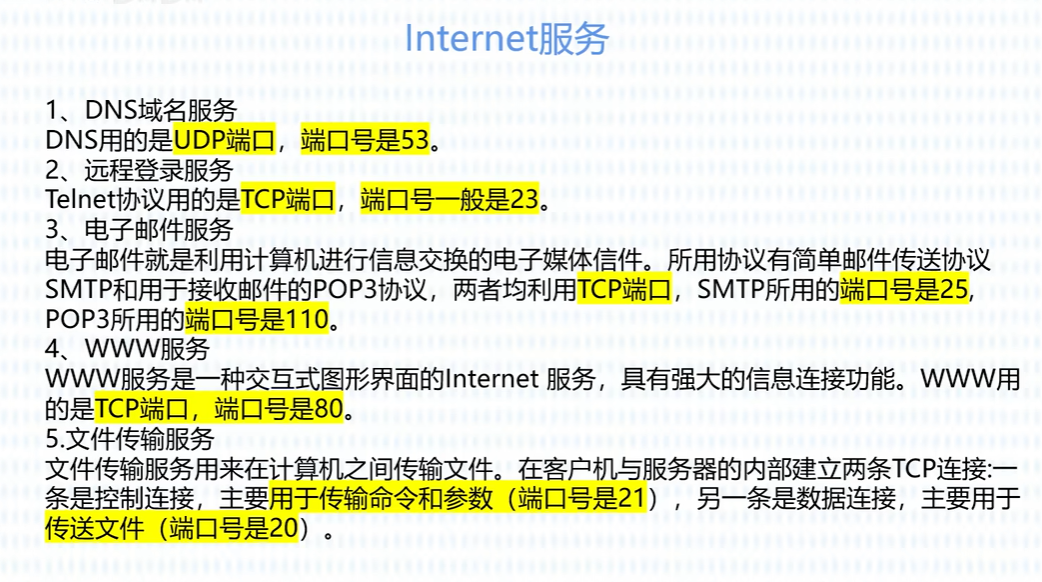 Internet服务
1、DNS域名服务
DNS用的是UDP端口，端口号是53。
2、远程登录服务
Telnet协议用的是TCP端口，端口号一般是23。
3、电子邮件服务
电子邮件就是利用计算机进行信息交换的电子媒体信件。所用协议有简单邮件传送协议
SMTP和用于接收邮件的POP3协议，两者均利用TCP端口，SMTP所用的端口号是25,
POP3所用的端口号是110。
4、WWW服务
WWW服务是一种交互式图形界面的Internet 服务，具有强大的信息连接功能。WWW用
的是TCP端口，端口号是80。
5.文件传输服务
文件传输服务用来在计算机之间传输文件。在客户机与服务器的内部建立两条TCP连接:一
条是控制连接，主要用于传输命令和参数（端口号是21），另一条是数据连接，主要用于
传送文件（端口号是20）。